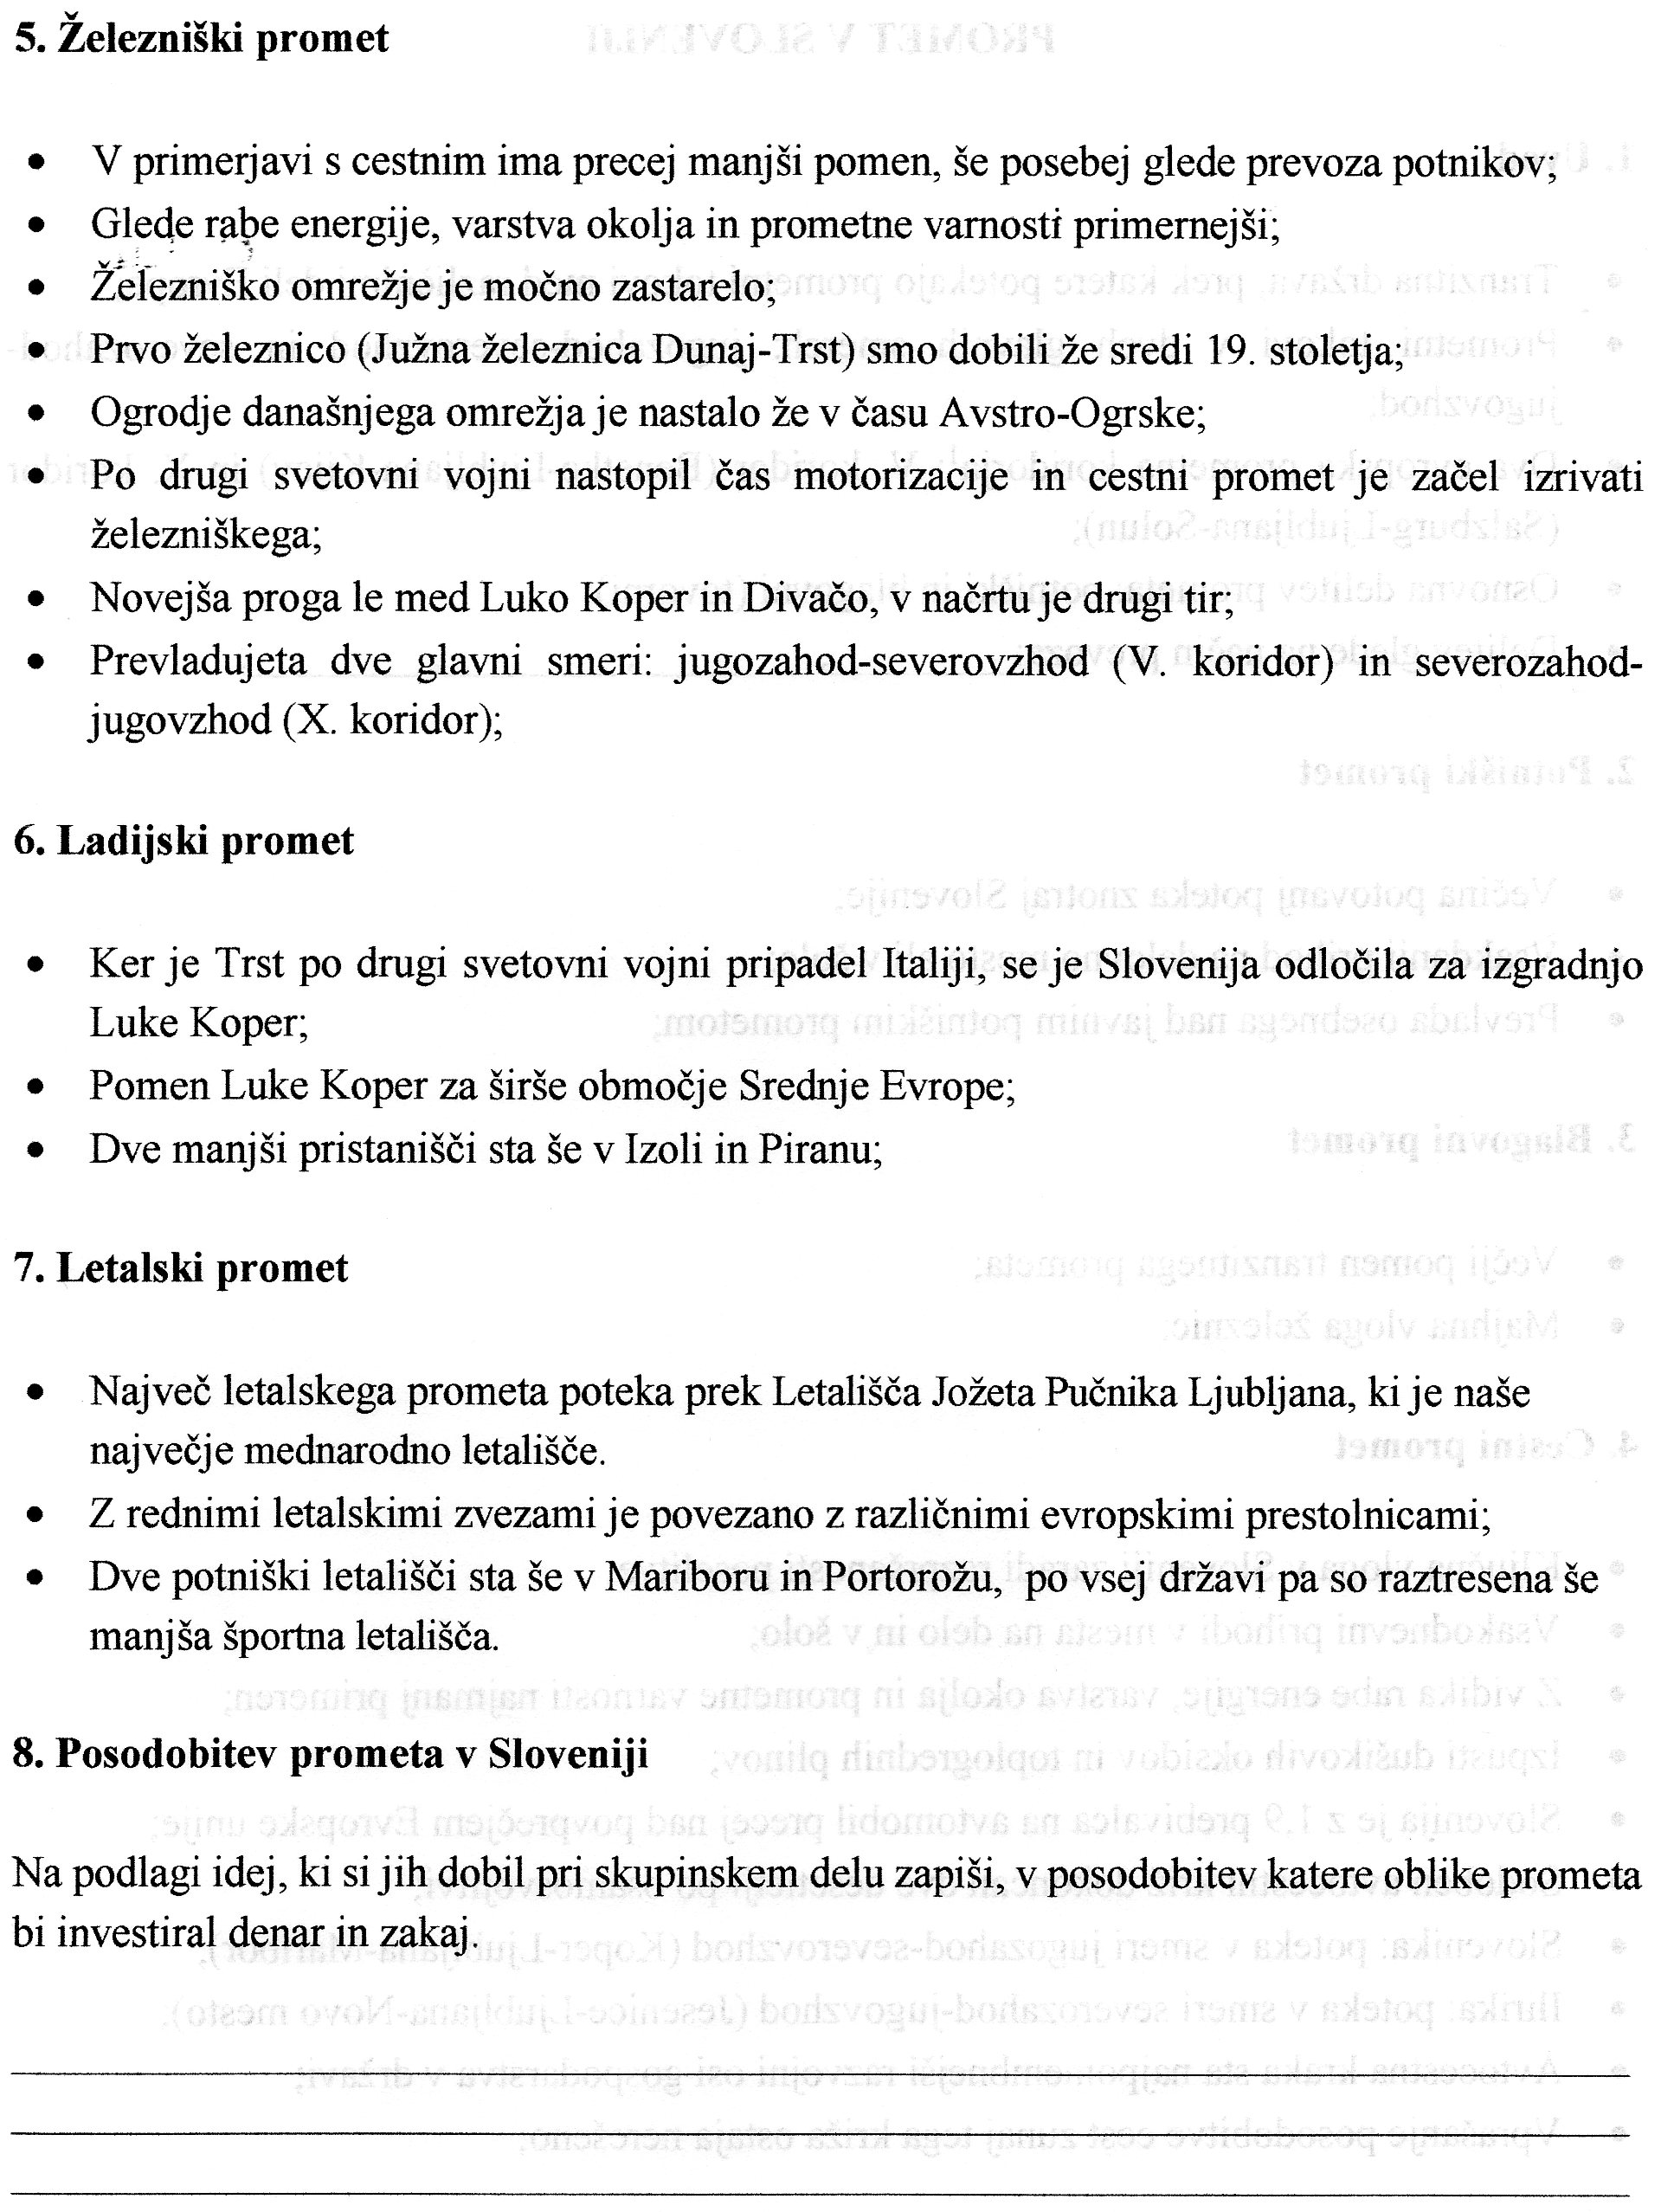 5. Železniški promet
• V primerjavi s cestnim ima precej manjši pomen, še posebej glede prevoza potnikov;
• Glede rabe energije, varstva okolja in prometne varnosti primernejši;
• Železniško omrežje je močno zastarelo;
• Prvo železnico (Južna železnica Dunaj-Trst) smo dobili že sredi 19. stoletja;
• Ogrodje današnjega omrežja je nastalo že v času Avstro-Ogrske;
• Po drugi svetovni vojni nastopil čas motorizacije in cestni promet je začel izrivati
železniškega;
• Novejša proga le med Luko Koper in Divačo, v načrtu je drugi tir;
• Prevladujeta dve glavni smeri: jugozahod-severovzhod (V. koridor) in severozahod-
jugovzhod (X. koridor);
6. Ladijski promet
• Ker je Trst po drugi svetovni vojni pripadel Italiji, se je Slovenija odločila za izgradnjo
Luke Koper;
• Pomen Luke Koper za širše območje Srednje Evrope;
• Dve manjši pristanišči sta še v Izoli in Piranu;
7. Letalski promet
• Največ letalskega prometa poteka prek Letališča Jožeta Pučnika Ljubljana, ki je naše
največje mednarodno letališče.
• Z rednimi letalskimi zvezami je povezano z različnimi evropskimi prestolnicami;
• Dve potniški letališči sta še v Mariboru in Portorožu, po vsej državi pa so raztresena še
manjša športna letališča.
8. Posodobitev prometa v Sloveniji
Na podlagi idej, ki si jih dobil pri skupinskem delu zapiši, v posodobitev katere oblike prometa
bi investiral denar in zakaj.